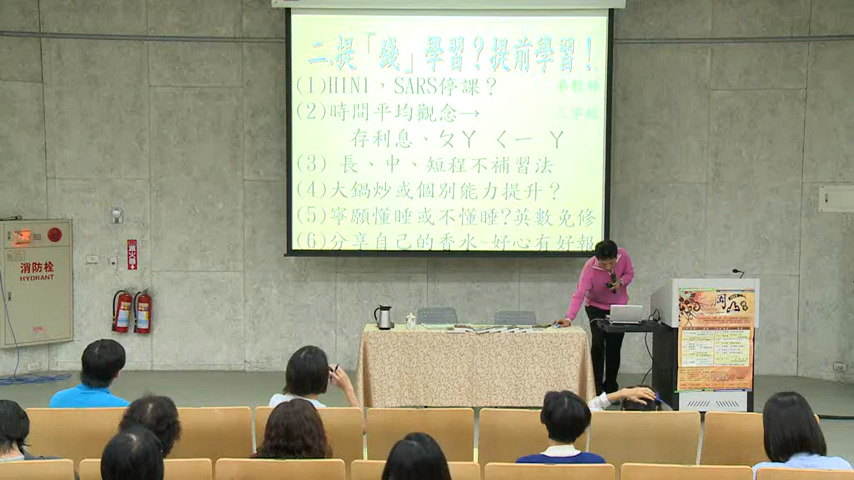 二、提「錢」學習?提前學習!
(1)H1N1，SARS停課?
(2)時間平均觀念→
存利息、ㄆㄚ ㄑㄧ ㄚ
(3) 長、中、短程不補習法
(4)大鍋炒或個別能力提升?
(5)寧願懂睡或不懂睡?英數免修
(6)分享自己的香水~好心有好報
消防栓
HYDRANT
滅火器